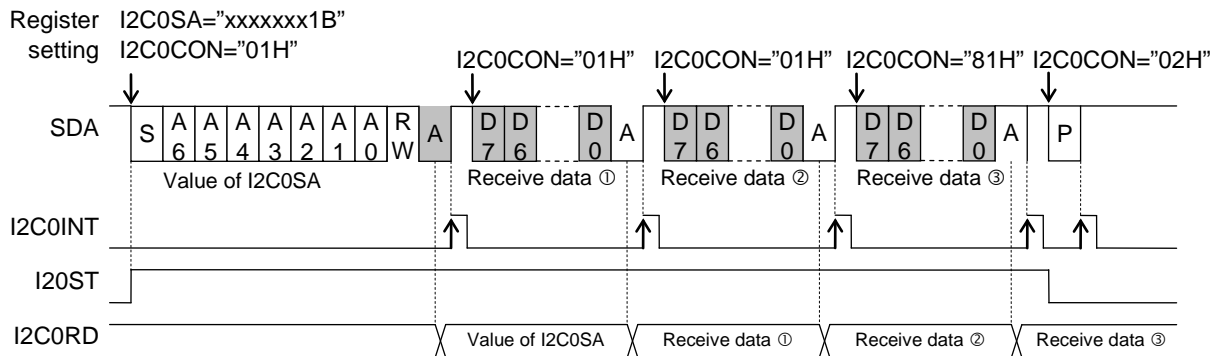 Register I2C0SA="xxxxxxx1B"
setting I2C0CON="01H"
I2C0CON="01H" I2C0CON="01H" I2C0CON="81H" I2C0CON="02H"
SDA S A6 A5 A4 A3 A2 A1 A0 RW A D7 D6 D0 A D7 D6 D0 A D7 D6 D0 A P
Value of I2C0SA Receive data ① Receive data ② Receive data ③
I2C0INT
I20ST
I2C0RD Value of I2C0SA Receive data ① Receive data ② Receive data ③